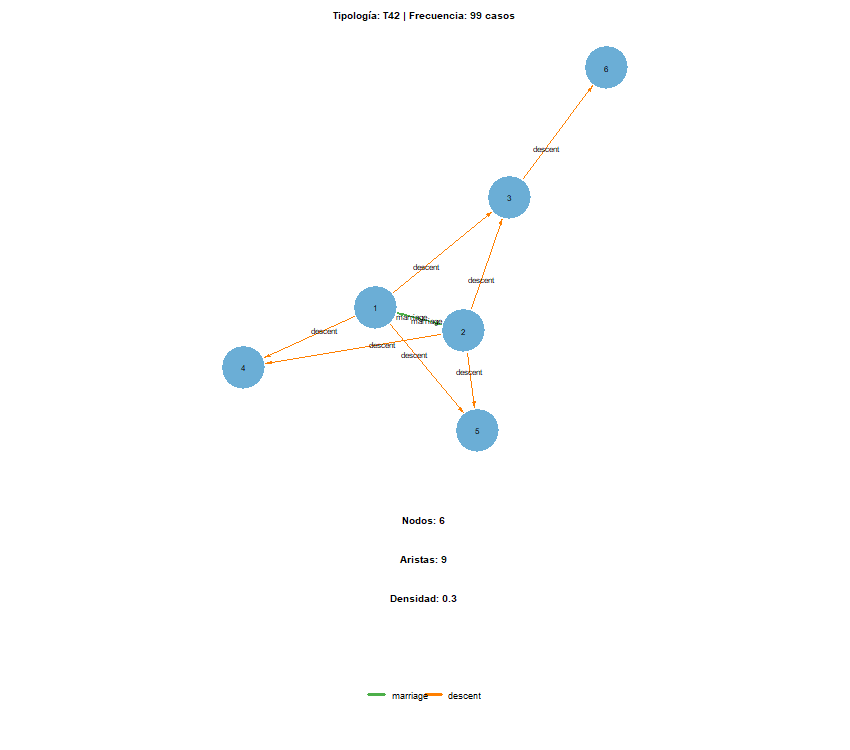 Tipología: T42 | Frecuencia: 99 casos
6
descent
3
descent
descent
1
marriage
marriage
2
descent
descent
descent
4
descent
5
Nodos: 6
Aristas: 9
Densidad: 0.3
marriage descent